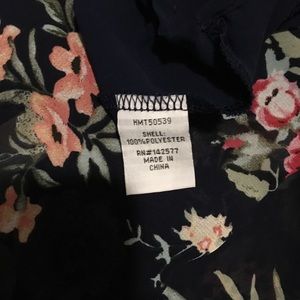 HMT50539
SHELL:
100%POLYESTER
RN#142577
MADE IN
CHINA